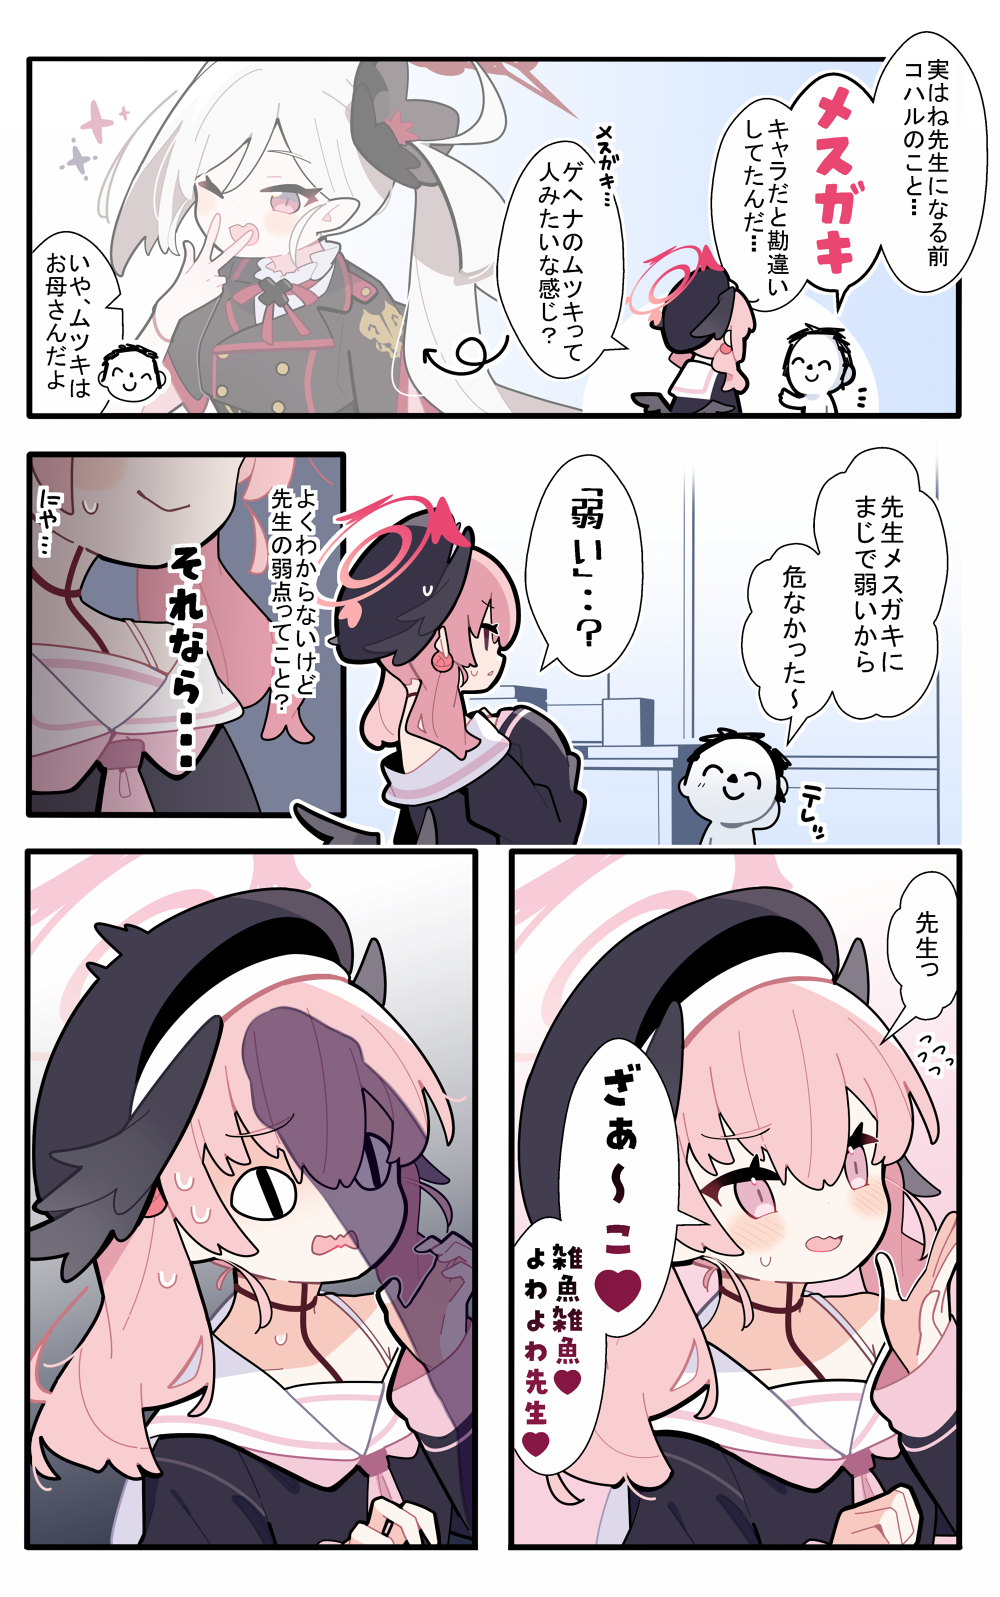 実はね先生になる前
コハルのこと…
メスガキ
キャラだと勘違い
してたんだ…
メスガキ…
ゲヘナのムツキって
人みたいな感じ？
いや、ムツキは
お母さんだよ
先生メスガキに
まじで弱いから
危なかった～
テレッ
「弱い」…？
よくわからないけど
先生の弱点ってこと？
それなら…
にゃ…
先生っ
ざぁ～こ♥
雑魚雑魚♥
よわよわ先生♥